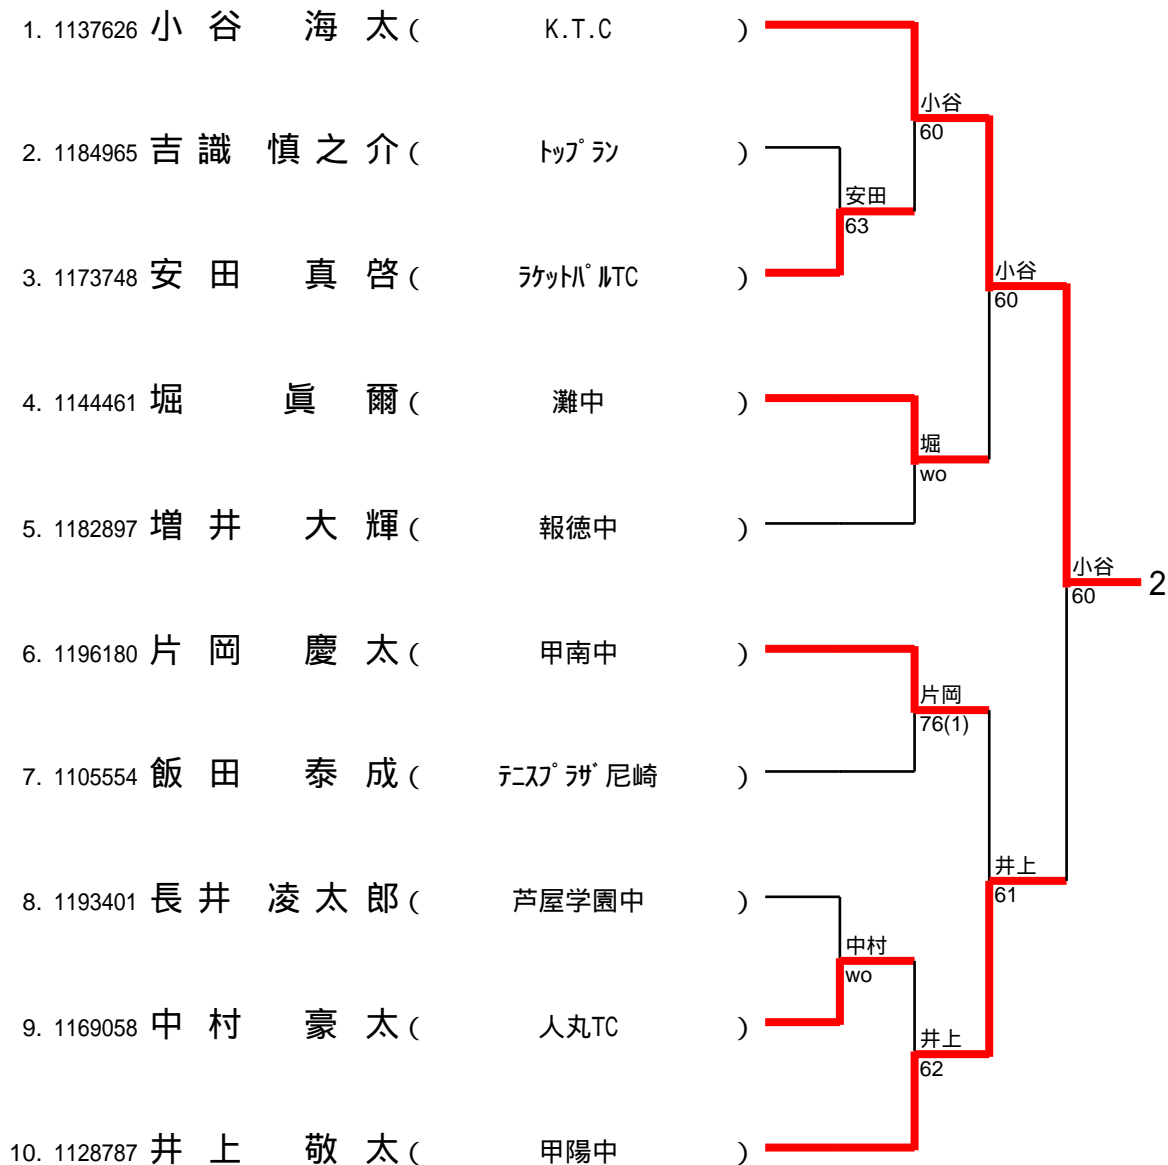 1. 1137626 小谷 海太 ( K.T.C )
小谷
60
2. 1184965 吉識 慎之介 ( ﾄｯﾌﾟﾗﾝ )
安田
63
3. 1173748 安田 真啓 ( ﾗｹｯﾄﾊﾟﾙTC )
小谷
60
4. 1144461 堀 眞爾 ( 灘中 )
堀
wo
5. 1182897 増井 大輝 ( 報徳中 )
小谷
60
2
6. 1196180 片岡 慶太 ( 甲南中 )
片岡
76(1)
7. 1105554 飯田 泰成 ( ﾃﾆｽﾌﾟﾗｻﾞ尼崎 )
井上
61
8. 1193401 長井 凌太郎 ( 芦屋学園中 )
中村
wo
9. 1169058 中村 豪太 ( 人丸TC )
井上
62
10. 1128787 井上 敬太 ( 甲陽中 )